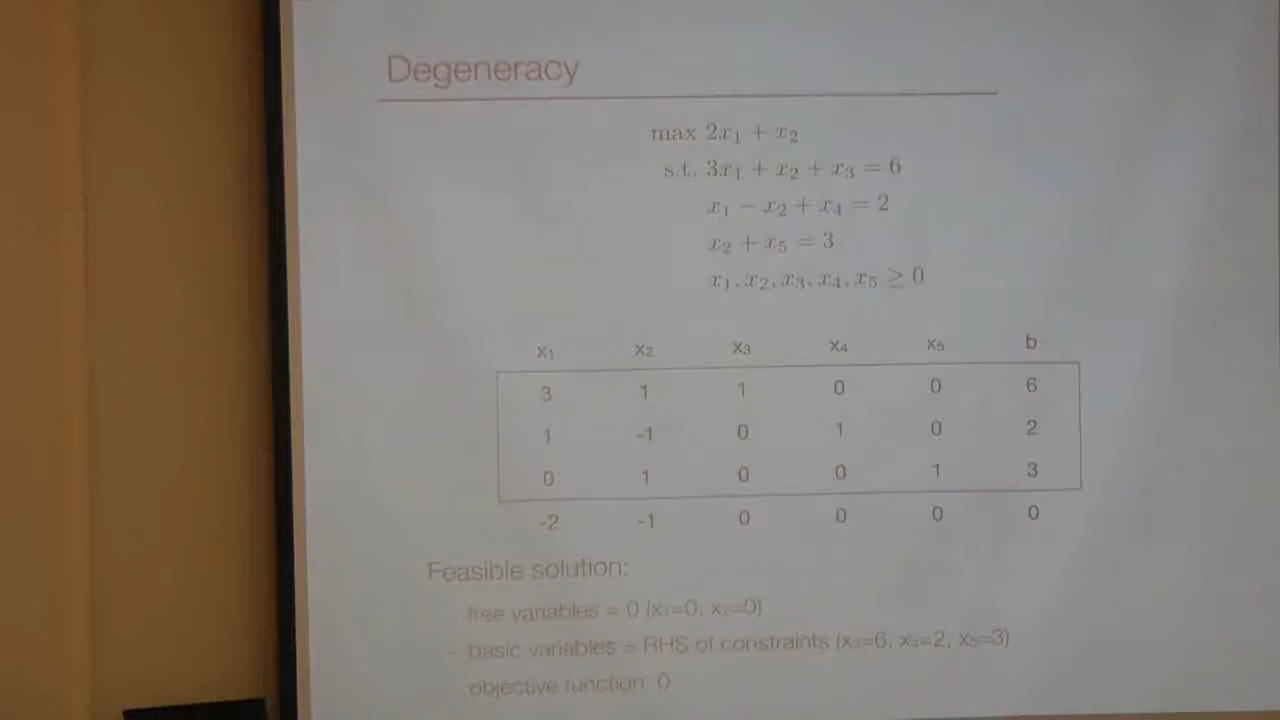 Degeneracy
max 2x₁ + x₂
s.t. 3x₁ + x₂ + x₃ = 6
x₁ − x₂ + x₄ = 2
x₂ + x₅ = 3
x₁, x₂, x₃, x₄, x₅ ≥ 0
x₁ x₂ x₃ x₄ x₅ b
3 1 1 0 0 6
1 -1 0 1 0 2
0 1 0 0 1 3
-2 -1 0 0 0 0
Feasible solution:
free variables = 0 (x₁=0, x₂=0)
- basic variables = RHS of constraints (x₃=6, x₄=2, x₅=3)
objective function: 0